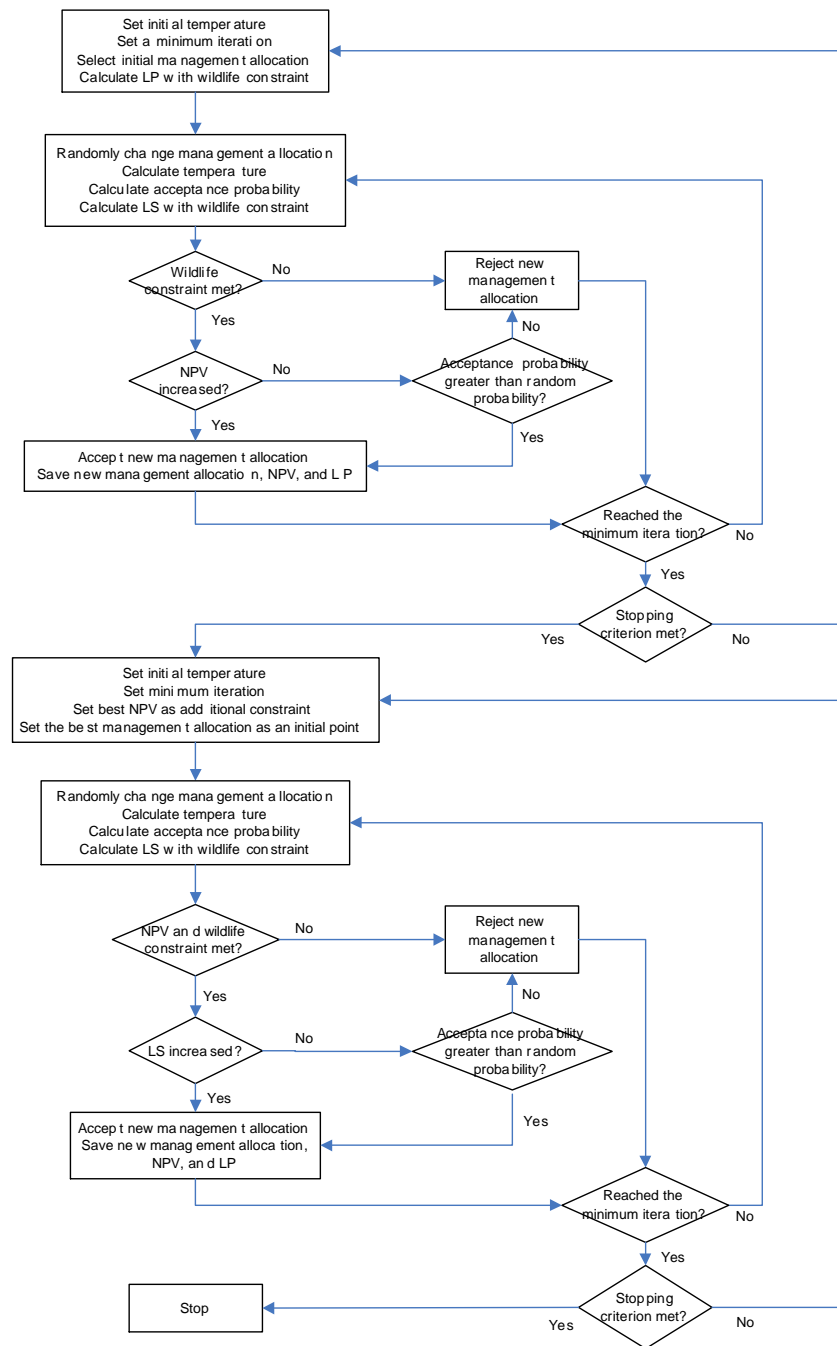 Set initial temperature
Set a minimum iteration
Select initial management allocation
Calculate LP with wildlife constraint
Randomly change management allocation
Calculate temperature
Calculate acceptance probability
Calculate LS with wildlife constraint
Wildlife
constraint met?
No
Reject new
management
allocation
Yes
No
NPV
increased?
No
Acceptance probability
greater than random
probability?
Yes
Yes
Accept new management allocation
Save new management allocation, NPV, and LP
Reached the
minimum iteration?
No
Yes
Stopping
criterion met?
Yes
No
Set initial temperature
Set minimum iteration
Set best NPV as additional constraint
Set the best management allocation as an initial point
Randomly change management allocation
Calculate temperature
Calculate acceptance probability
Calculate LS with wildlife constraint
NPV and wildlife
constraint met?
No
Reject new
management
allocation
Yes
No
LS increased?
No
Acceptance probability
greater than random
probability?
Yes
Yes
Accept new management allocation
Save new management allocation,
NPV, and LP
Reached the
minimum iteration?
No
Yes
Stop
Stopping
criterion met?
Yes
No